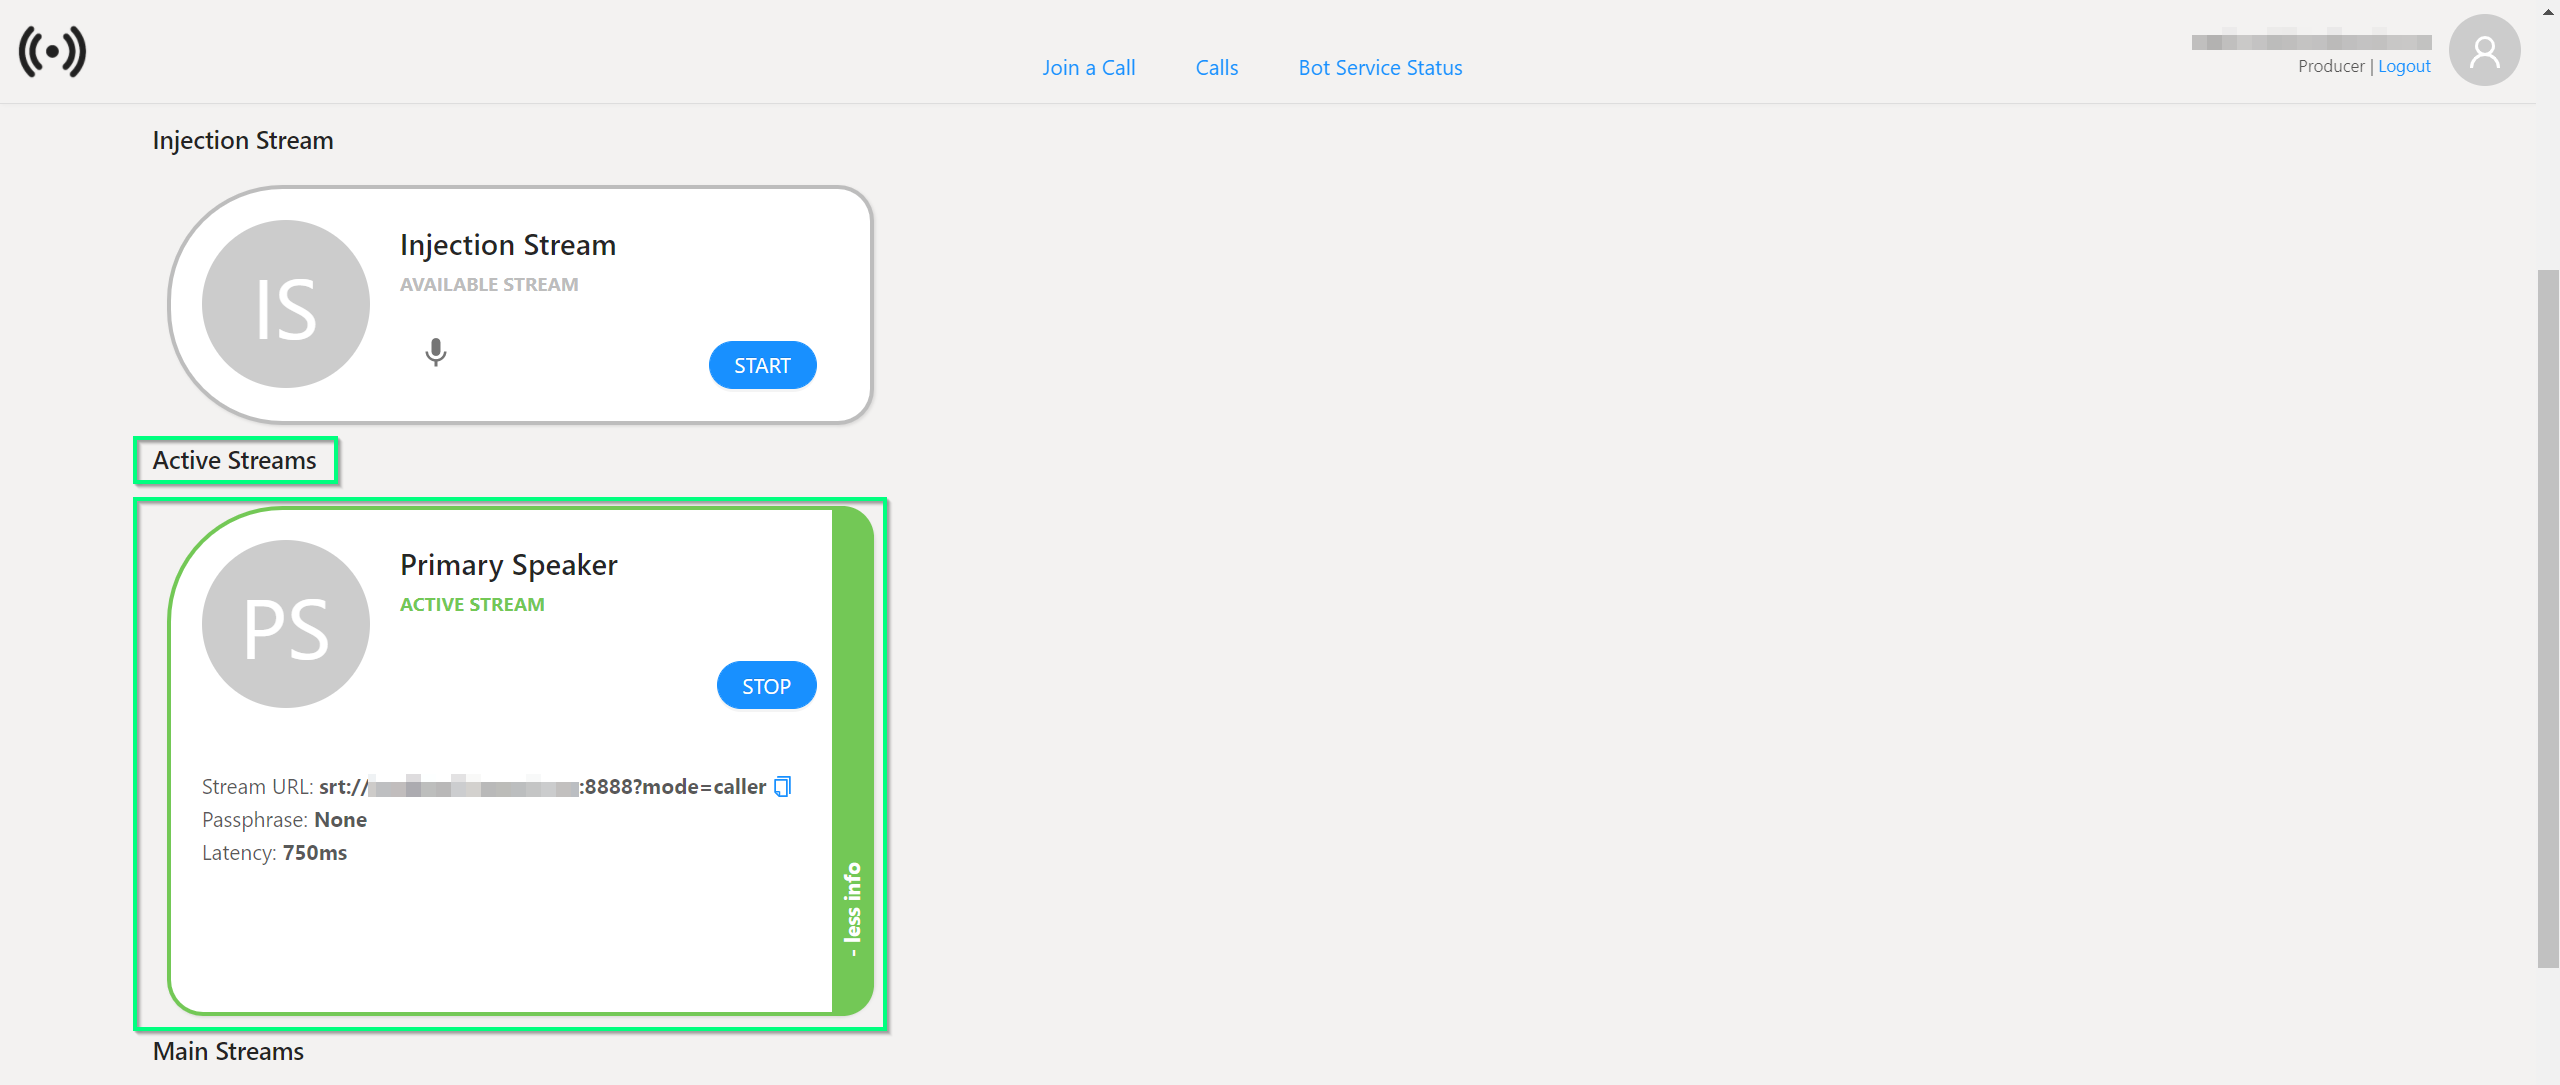 Join a Call
Calls
Bot Service Status
Producer | Logout
Injection Stream
IS
Injection Stream
AVAILABLE STREAM
START
Active Streams
PS
Primary Speaker
ACTIVE STREAM
STOP
Stream URL: srt://
:8888?mode=caller
Passphrase: None
Latency: 750ms
- less info
Main Streams